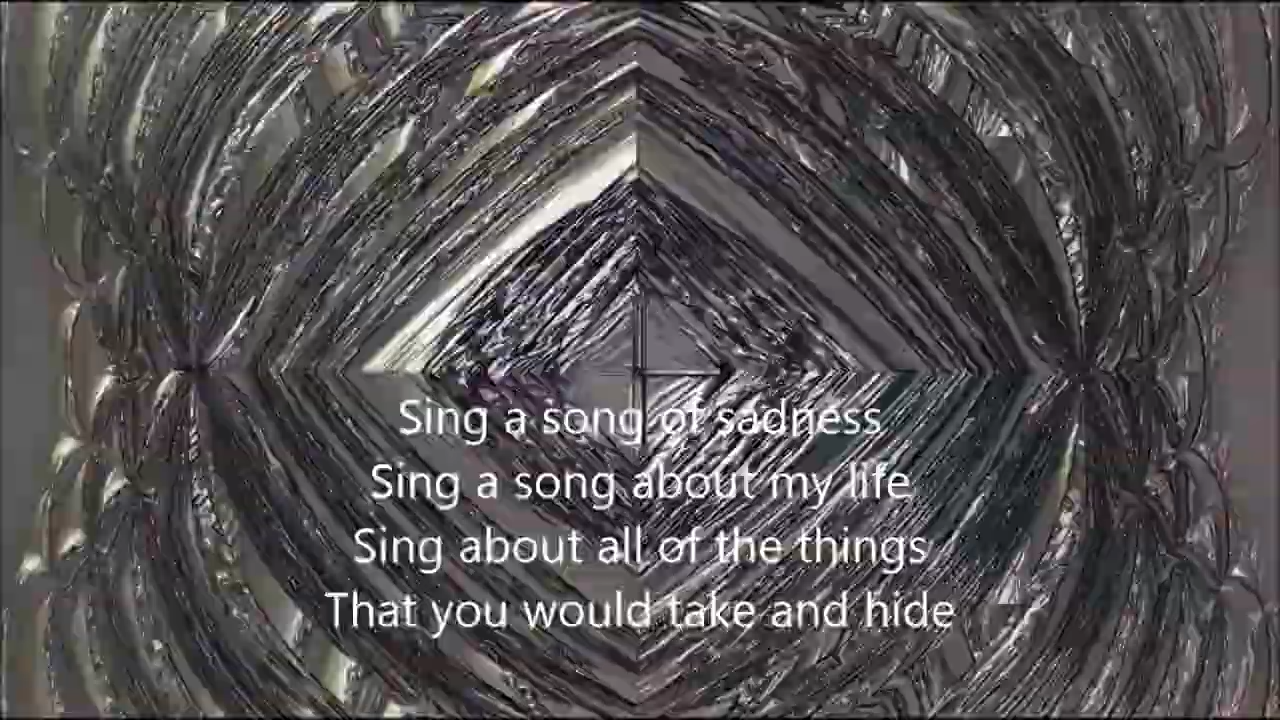 Sing a song of sadness
Sing a song about my life
Sing about all of the things
That you would take and hide